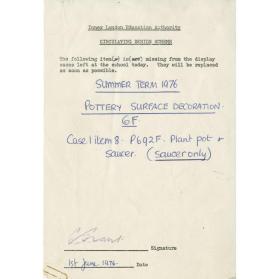 Inner London Education Authority
CIRCULATING DESIGN SCHEME
The following item(s) is(are) missing from the display
cases left at the school today. They will be replaced
as soon as possible.
SUMMER TERM 1976
POTTERY SURFACE DECORATION.
6F
Case 1 item 8 - P692F. Plant pot &
saucer. (saucer only)
Signature
1st June 1976 Date